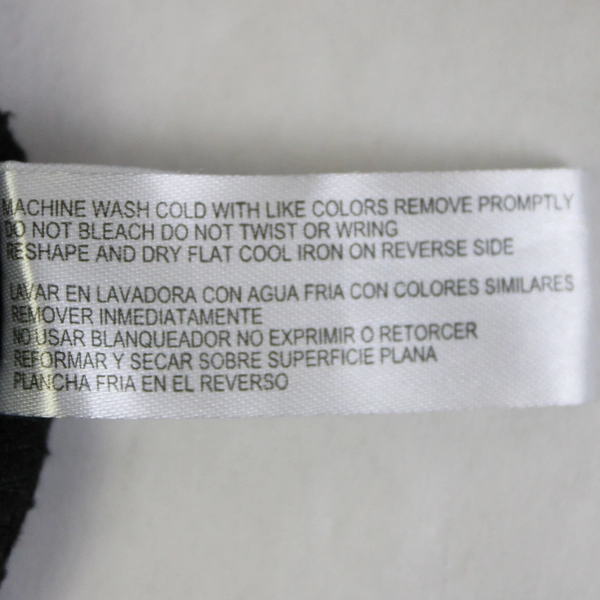 MACHINE WASH COLD WITH LIKE COLORS REMOVE PROMPTLY
DO NOT BLEACH DO NOT TWIST OR WRING
RESHAPE AND DRY FLAT COOL IRON ON REVERSE SIDE
LAVAR EN LAVADORA CON AGUA FRIA CON COLORES SIMILARES
REMOVER INMEDIATAMENTE
NO USAR BLANQUEADOR NO EXPRIMIR O RETORCER
REFORMAR Y SECAR SOBRE SUPERFICIE PLANA
PLANCHA FRIA EN EL REVERSO